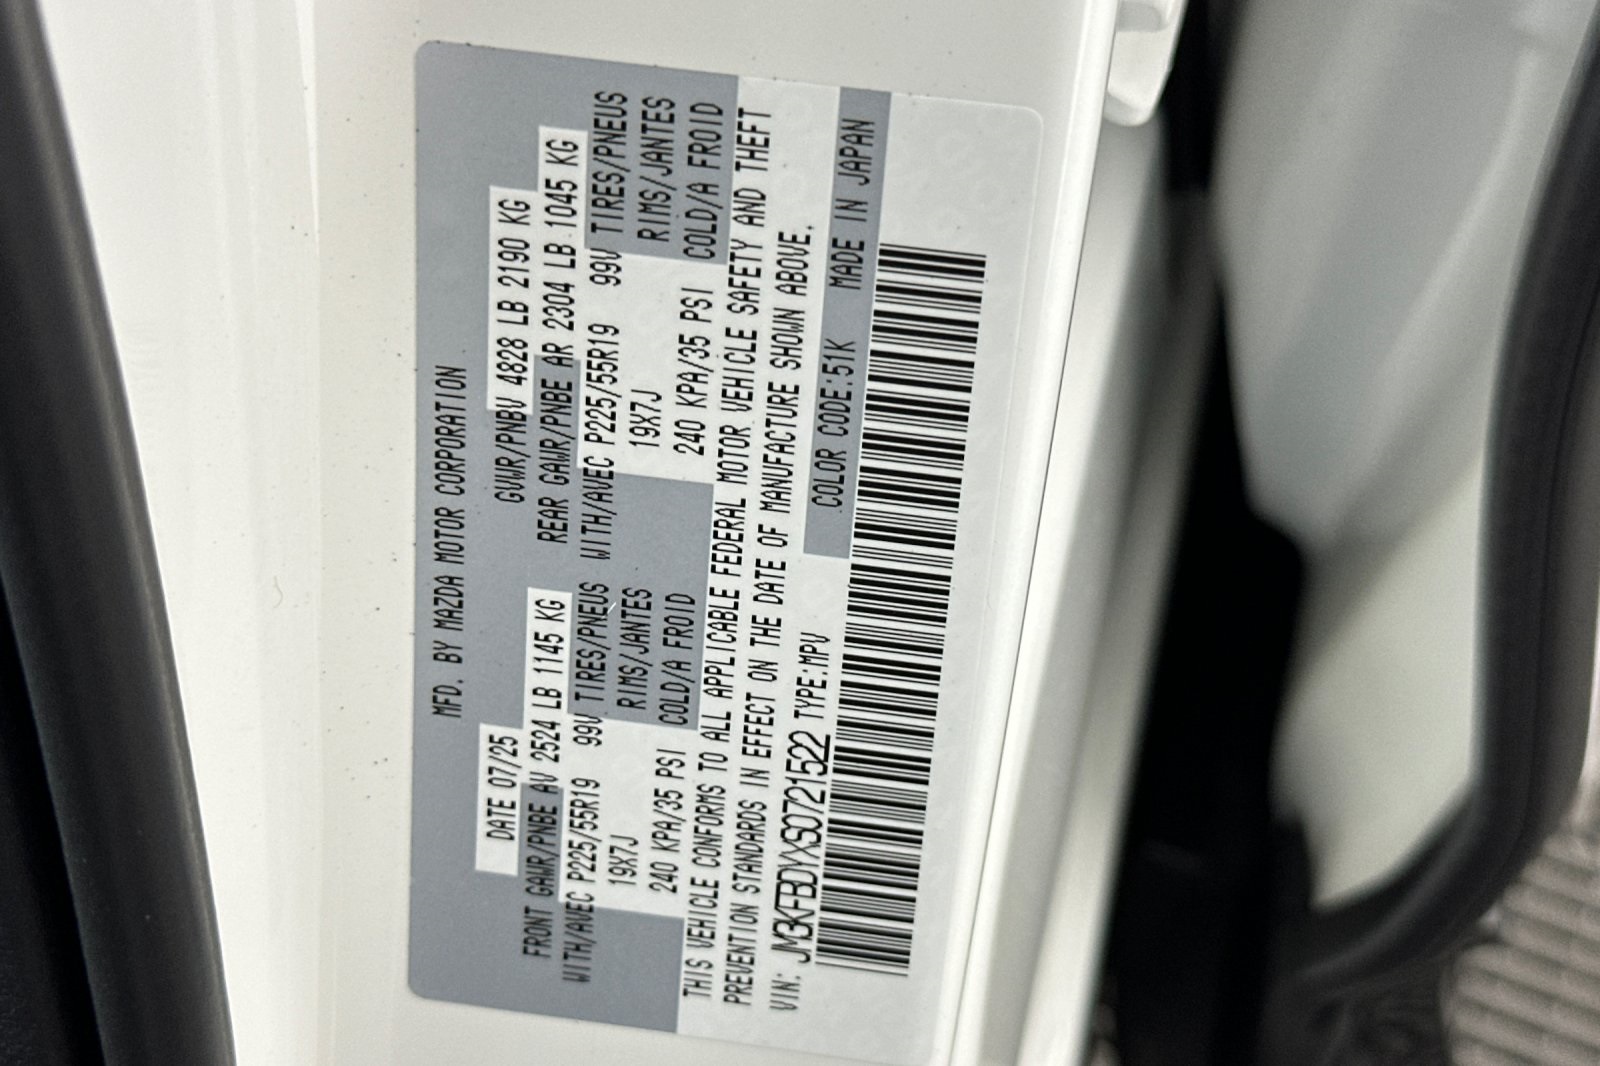 MFD. BY MAZDA MOTOR CORPORATION
DATE 07/25 GVWR/PNBV 4828 LB 2190 KG
FRONT GAWR/PNBE AV 2524 LB 1145 KG REAR GAWR/PNBE AR 2304 LB 1045 KG
WITH/AVEC P225/55R19 99V TIRES/PNEUS WITH/AVEC P225/55R19 99V TIRES/PNEUS
19X7J RIMS/JANTES 19X7J RIMS/JANTES
240 KPA/35 PSI COLD/A FROID 240 KPA/35 PSI COLD/A FROID
THIS VEHICLE CONFORMS TO ALL APPLICABLE FEDERAL MOTOR VEHICLE SAFETY AND THEFT
PREVENTION STANDARDS IN EFFECT ON THE DATE OF MANUFACTURE SHOWN ABOVE.
VIN: JM3KFBDYXS0721522 TYPE:MPV COLOR CODE:51K MADE IN JAPAN